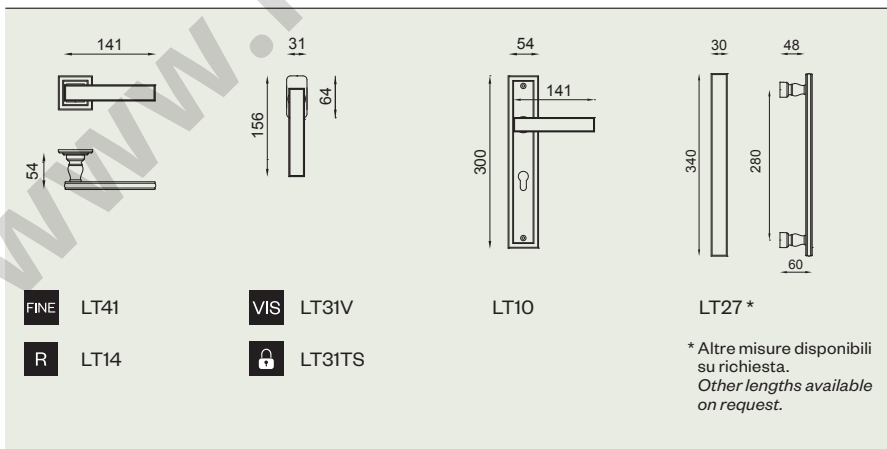 141
54
31
156
64
54
141
300
30
340
48
280
60
FINE LT41
R LT14
VIS LT31V
LT31TS
LT10
LT27 *
* Altre misure disponibili
su richiesta.
Other lengths available
on request.
www.